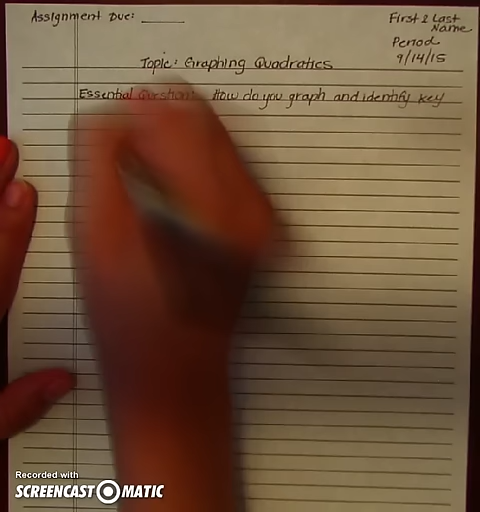 Assignment Due: ____
First & Last
Name
Period
9/14/15
Topic: Graphing Quadratics
Essential Question: How do you graph and identify key
Recorded with
SCREENCAST-O-MATIC